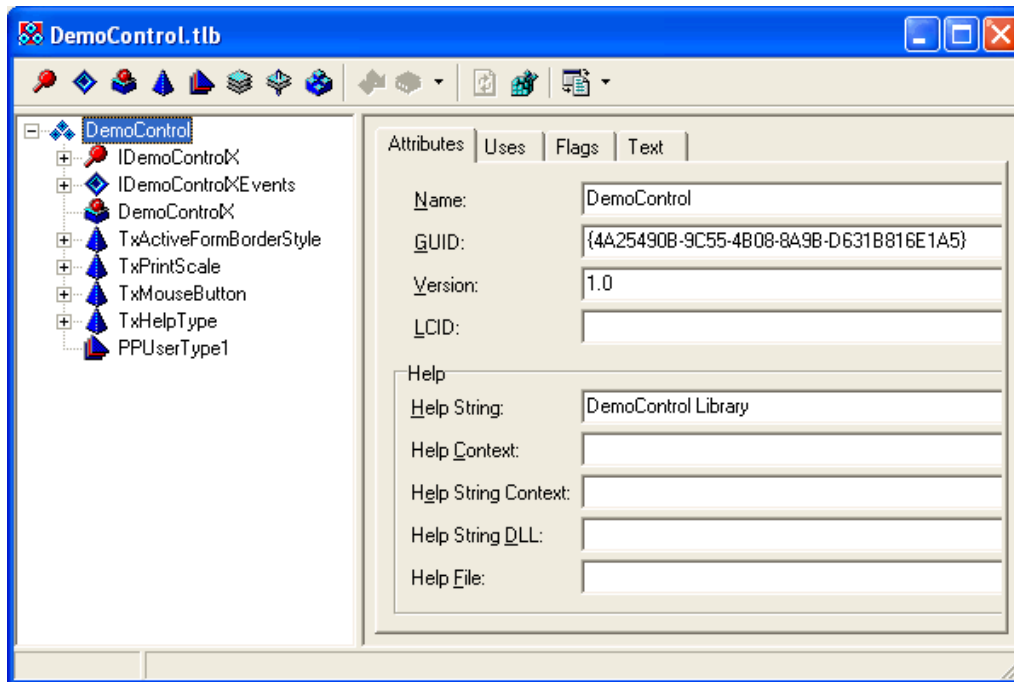 DemoControl.tlb
DemoControl
IDemoControlX
IDemoControlXEvents
DemoControlX
TxActiveFormBorderStyle
TxPrintScale
TxMouseButton
TxHelpType
PPUserType1
Attributes Uses Flags Text
Name: DemoControl
GUID: {4A25490B-9C55-4B08-8A9B-D631B816E1A5}
Version: 1.0
LCID:
Help
Help String: DemoControl Library
Help Context:
Help String Context:
Help String DLL:
Help File: